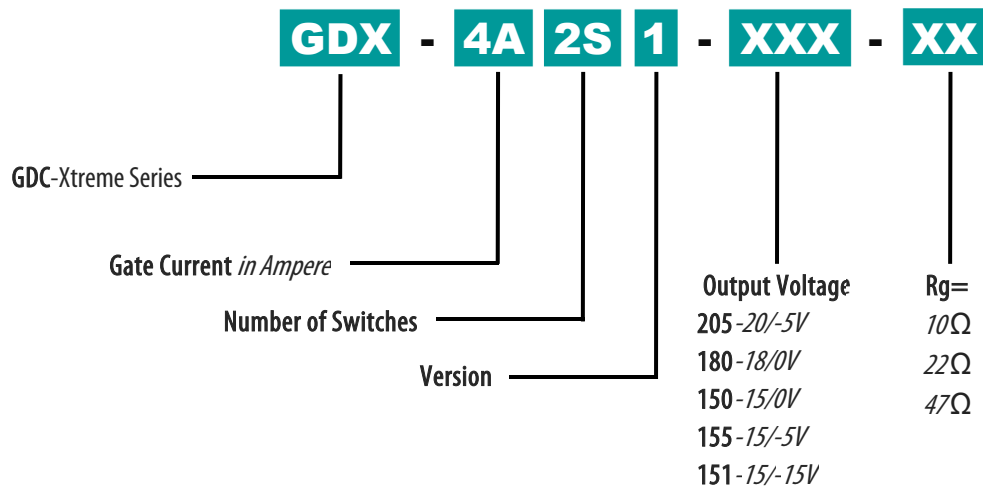 GDX - 4A 2S 1 - XXX - XX
GDC-Xtreme Series
Gate Current in Ampere
Number of Switches
Version
Output Voltage
205-20/-5V
180-18/0V
150-15/0V
155-15/-5V
151-15/-15V
Rg=
10Ω
22Ω
47Ω